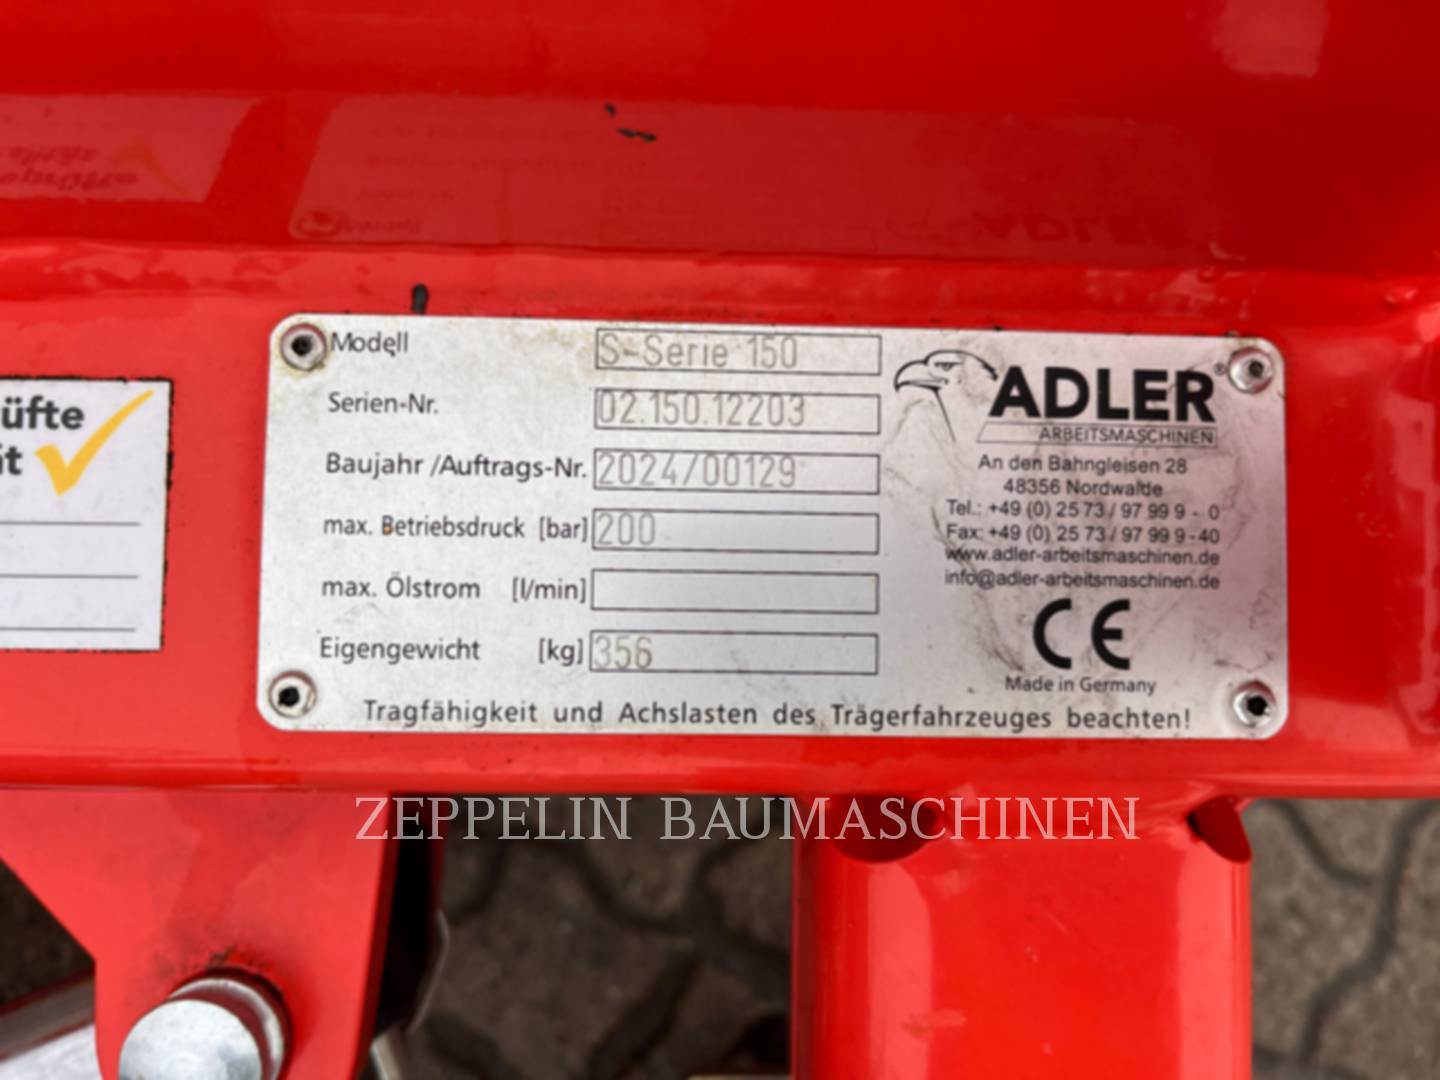 Modell S-Serie 150
Serien-Nr. 02.150.12203
Baujahr /Auftrags-Nr. 2024/00129
max. Betriebsdruck [bar] 200
max. Ölstrom [l/min]
Eigengewicht [kg] 356
Tragfähigkeit und Achslasten des Trägerfahrzeuges beachten!
ADLER®
ARBEITSMASCHINEN
An den Bahngleisen 28
48356 Nordwalde
Tel.: +49 (0) 25 73 / 97 99 9 - 0
Fax: +49 (0) 25 73 / 97 99 9 - 40
www.adler-arbeitsmaschinen.de
info@adler-arbeitsmaschinen.de
CE
Made in Germany
üfte
ät
ZEPPELIN BAUMASCHINEN